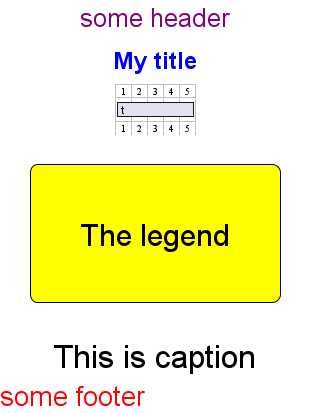 some header
My title
1 2 3 4 5
t
1 2 3 4 5
The legend
This is caption
some footer